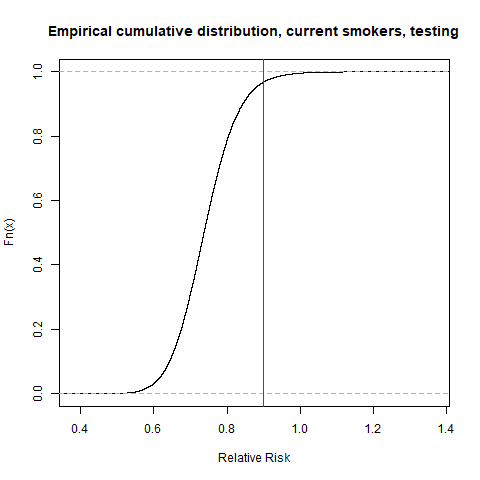 Empirical cumulative distribution, current smokers, testing
Fn(x)
1.0
0.8
0.6
0.4
0.2
0.0
0.4 0.6 0.8 1.0 1.2 1.4
Relative Risk